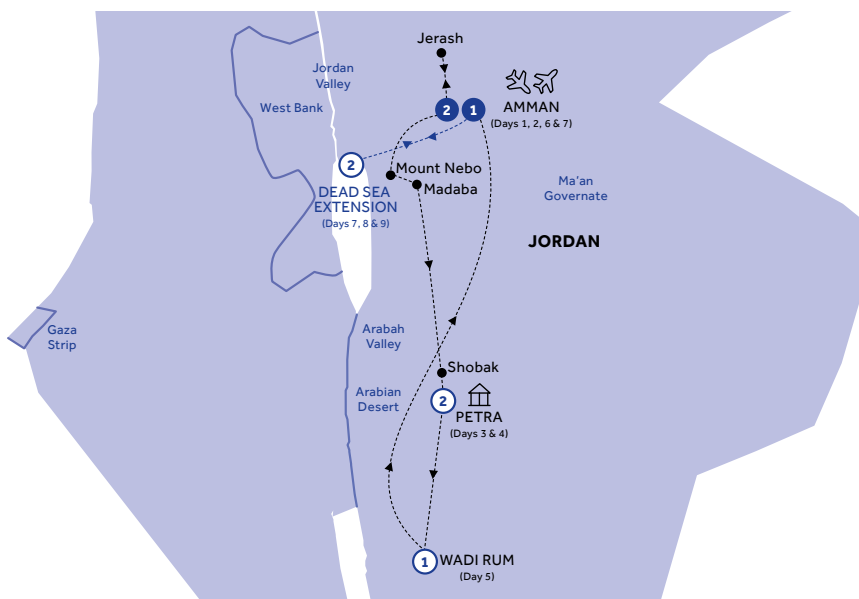 Jerash
Jordan
Valley
West Bank
2
1
AMMAN
(Days 1, 2, 6 & 7)
2
Mount Nebo
Madaba
DEAD SEA
EXTENSION
(Days 7, 8 & 9)
Ma'an
Governate
JORDAN
Gaza
Strip
Arabah
Valley
Shobak
Arabian
Desert
2
PETRA
(Days 3 & 4)
1
WADI RUM
(Day 5)